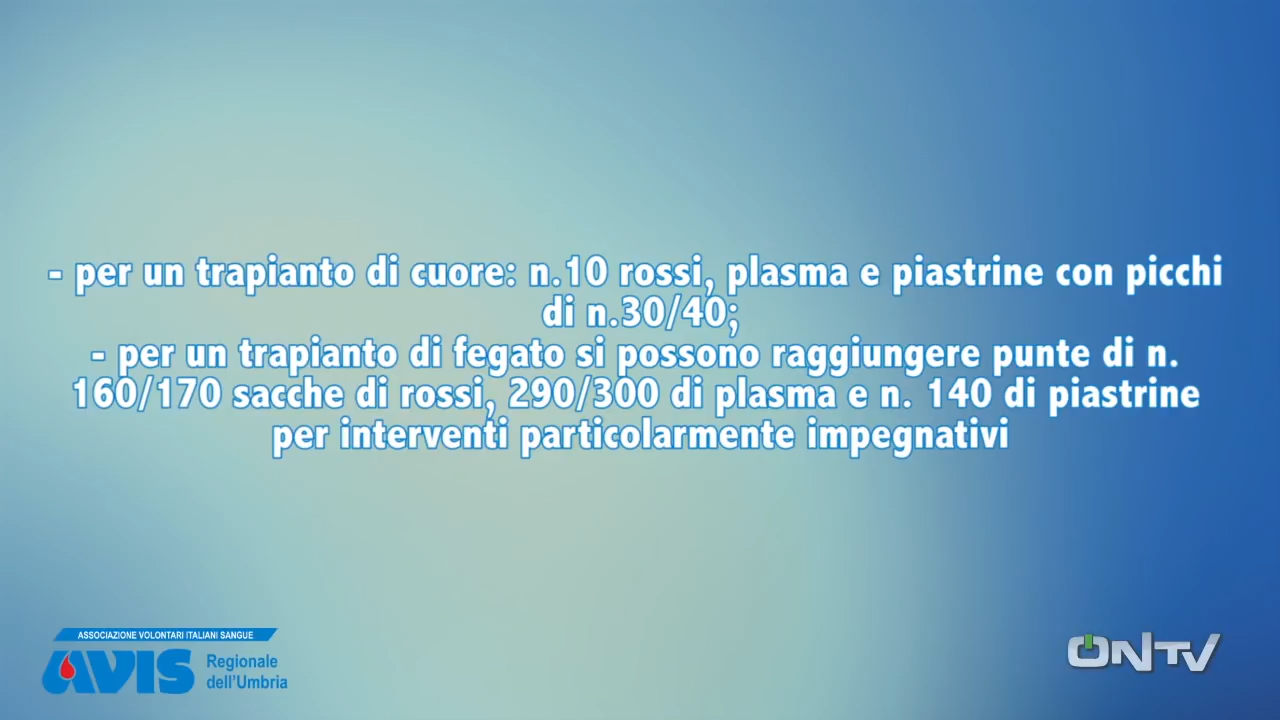 - per un trapianto di cuore: n.10 rossi, plasma e piastrine con picchi
di n.30/40;
- per un trapianto di fegato si possono raggiungere punte di n.
160/170 sacche di rossi, 290/300 di plasma e n. 140 di piastrine
per interventi particolarmente impegnativi
ASSOCIAZIONE VOLONTARI ITALIANI SANGUE
AVIS
Regionale
dell'Umbria
ONTV